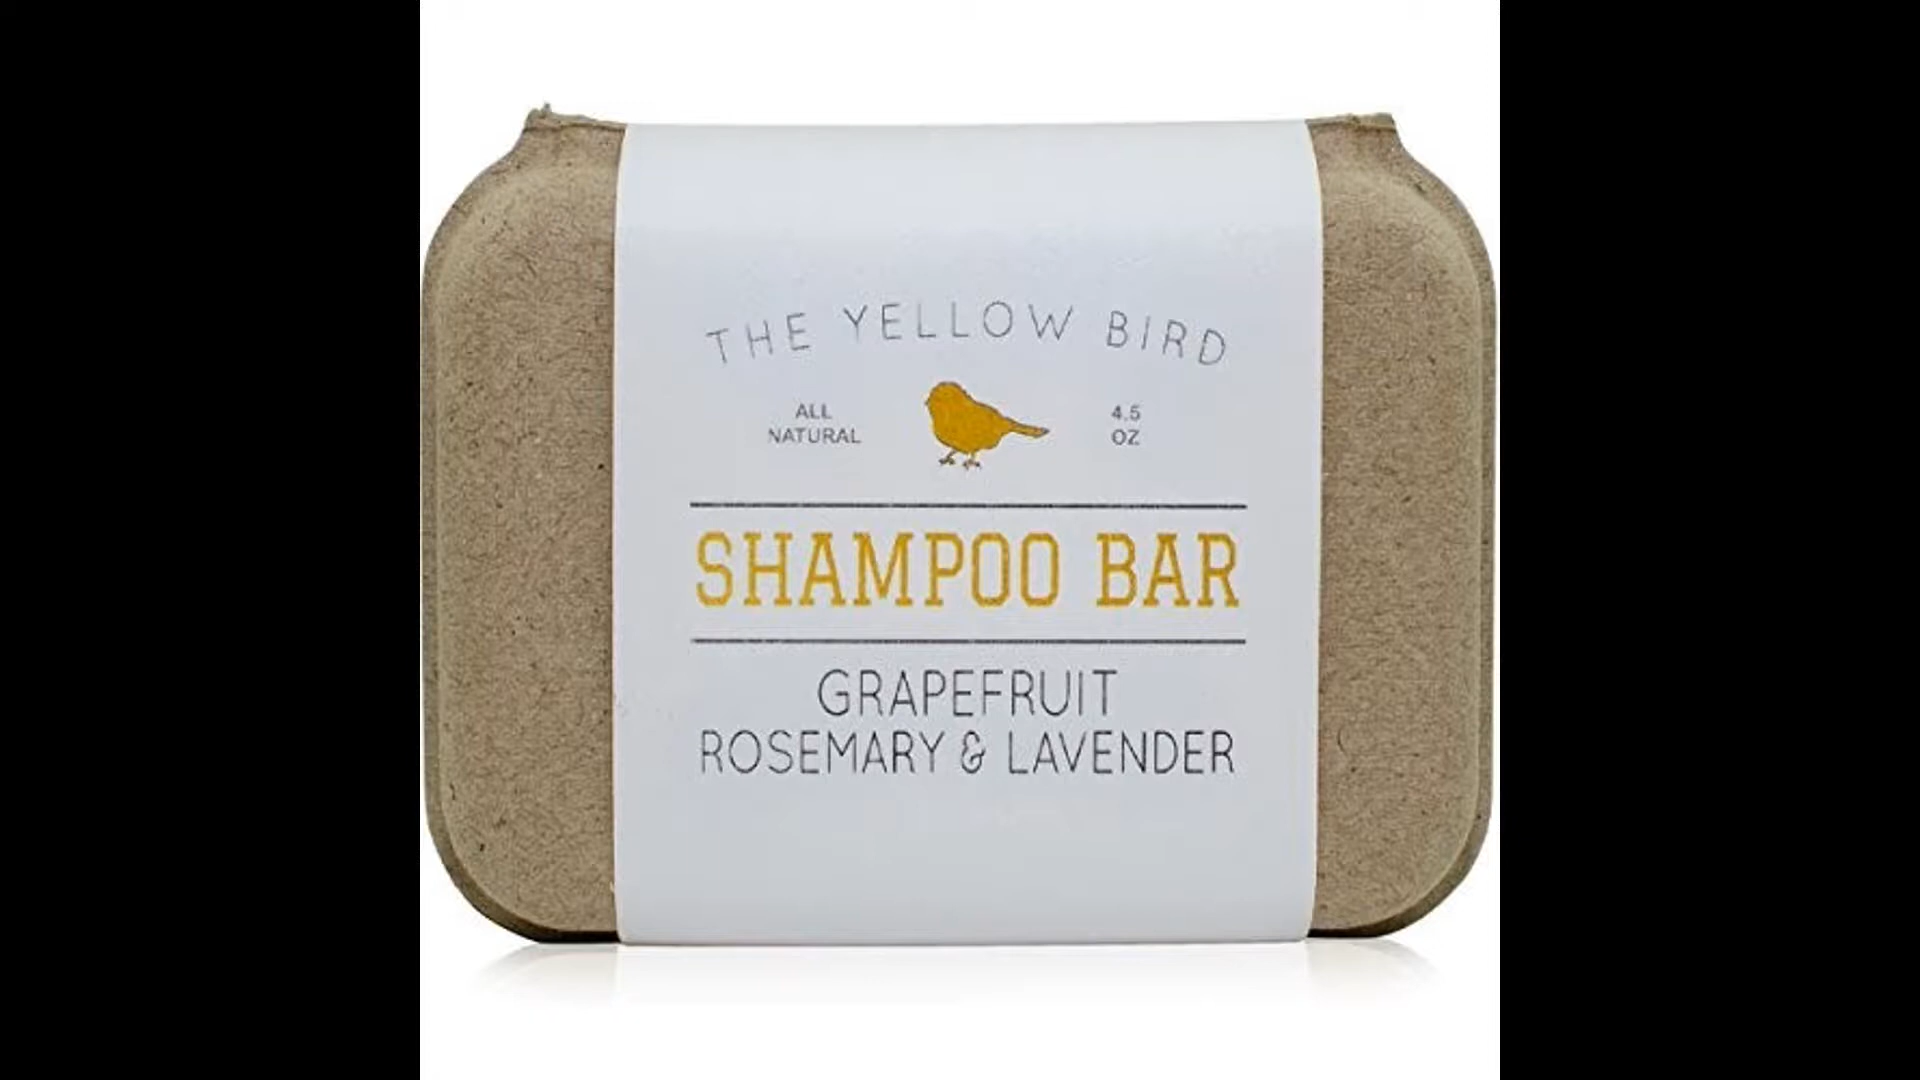 THE YELLOW BIRD
ALL
NATURAL
4.5
OZ
SHAMPOO BAR
GRAPEFRUIT
ROSEMARY & LAVENDER